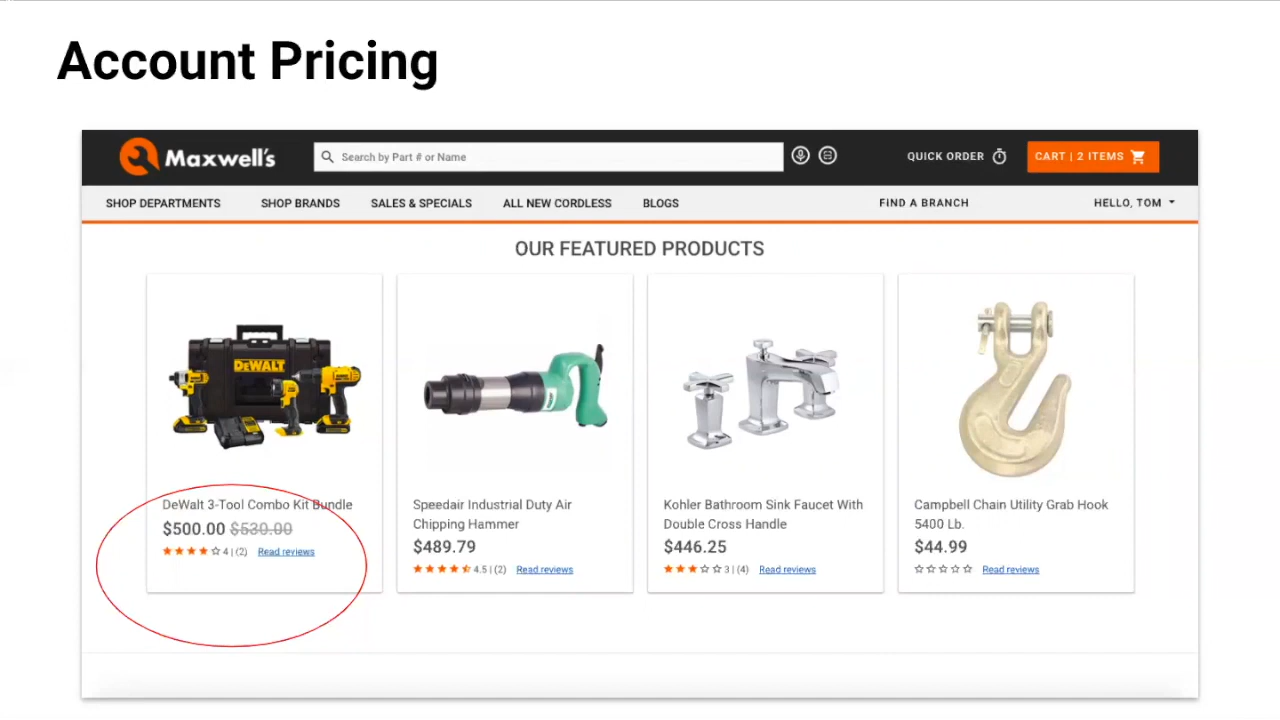 Account Pricing
Maxwell's
Search by Part # or Name
QUICK ORDER
CART | 2 ITEMS
SHOP DEPARTMENTS
SHOP BRANDS
SALES & SPECIALS
ALL NEW CORDLESS
BLOGS
FIND A BRANCH
HELLO, TOM
OUR FEATURED PRODUCTS
DEWALT
DeWalt 3-Tool Combo Kit Bundle
$500.00 $530.00
4 | (2) Read reviews
Speedair Industrial Duty Air
Chipping Hammer
$489.79
4.5 | (2) Read reviews
Kohler Bathroom Sink Faucet With
Double Cross Handle
$446.25
3 | (4) Read reviews
Campbell Chain Utility Grab Hook
5400 Lb.
$44.99
Read reviews